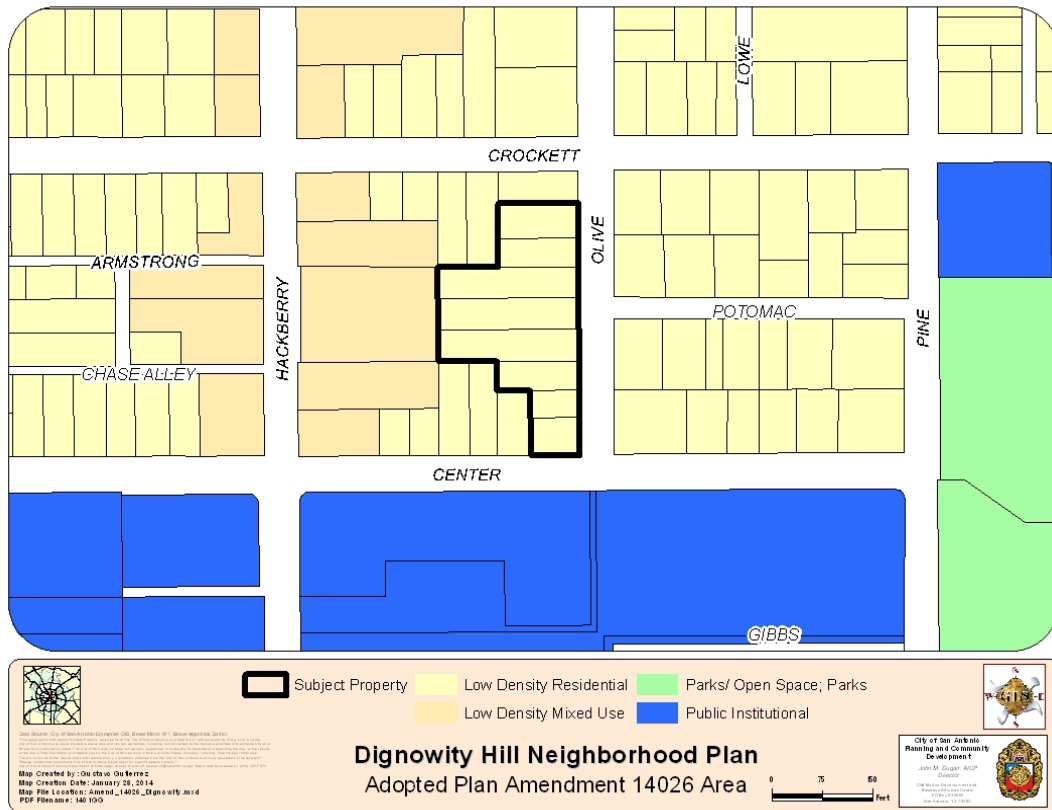 LOWE
CROCKETT
OLIVE
ARMSTRONG
HACKBERRY
POTOMAC
PINE
CHASE ALLEY
CENTER
GIBBS
Subject Property
Low Density Residential
Parks/ Open Space; Parks
Low Density Mixed Use
Public Institutional
Dignowity Hill Neighborhood Plan
Adopted Plan Amendment 14026 Area
Map Created by: Gustavo Gutierrez
Map Creation Date: January 28, 2014
Map File Location: Amend_14026_Dignowity.mxd
PDF Filename: 1401GG
0 75 150
Feet
City of San Antonio
Planning and Community
Development
John M. Dugan, AICP
Director